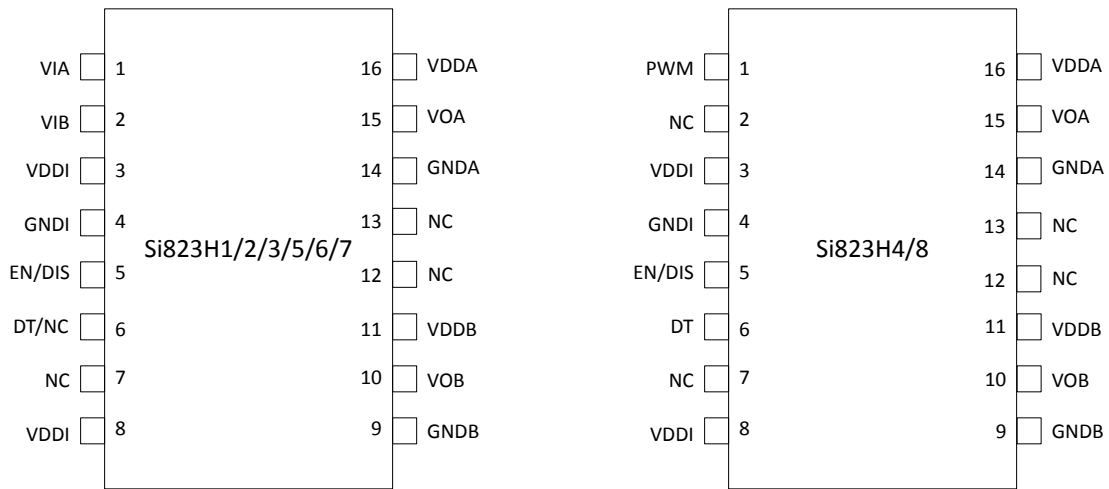 VIA 1 16 VDDA
VIB 2 15 VOA
VDDI 3 14 GNDA
GNDI 4 13 NC
Si823H1/2/3/5/6/7
EN/DIS 5 12 NC
DT/NC 6 11 VDDB
NC 7 10 VOB
VDDI 8 9 GNDB
PWM 1 16 VDDA
NC 2 15 VOA
VDDI 3 14 GNDA
GNDI 4 13 NC
Si823H4/8
EN/DIS 5 12 NC
DT 6 11 VDDB
NC 7 10 VOB
VDDI 8 9 GNDB